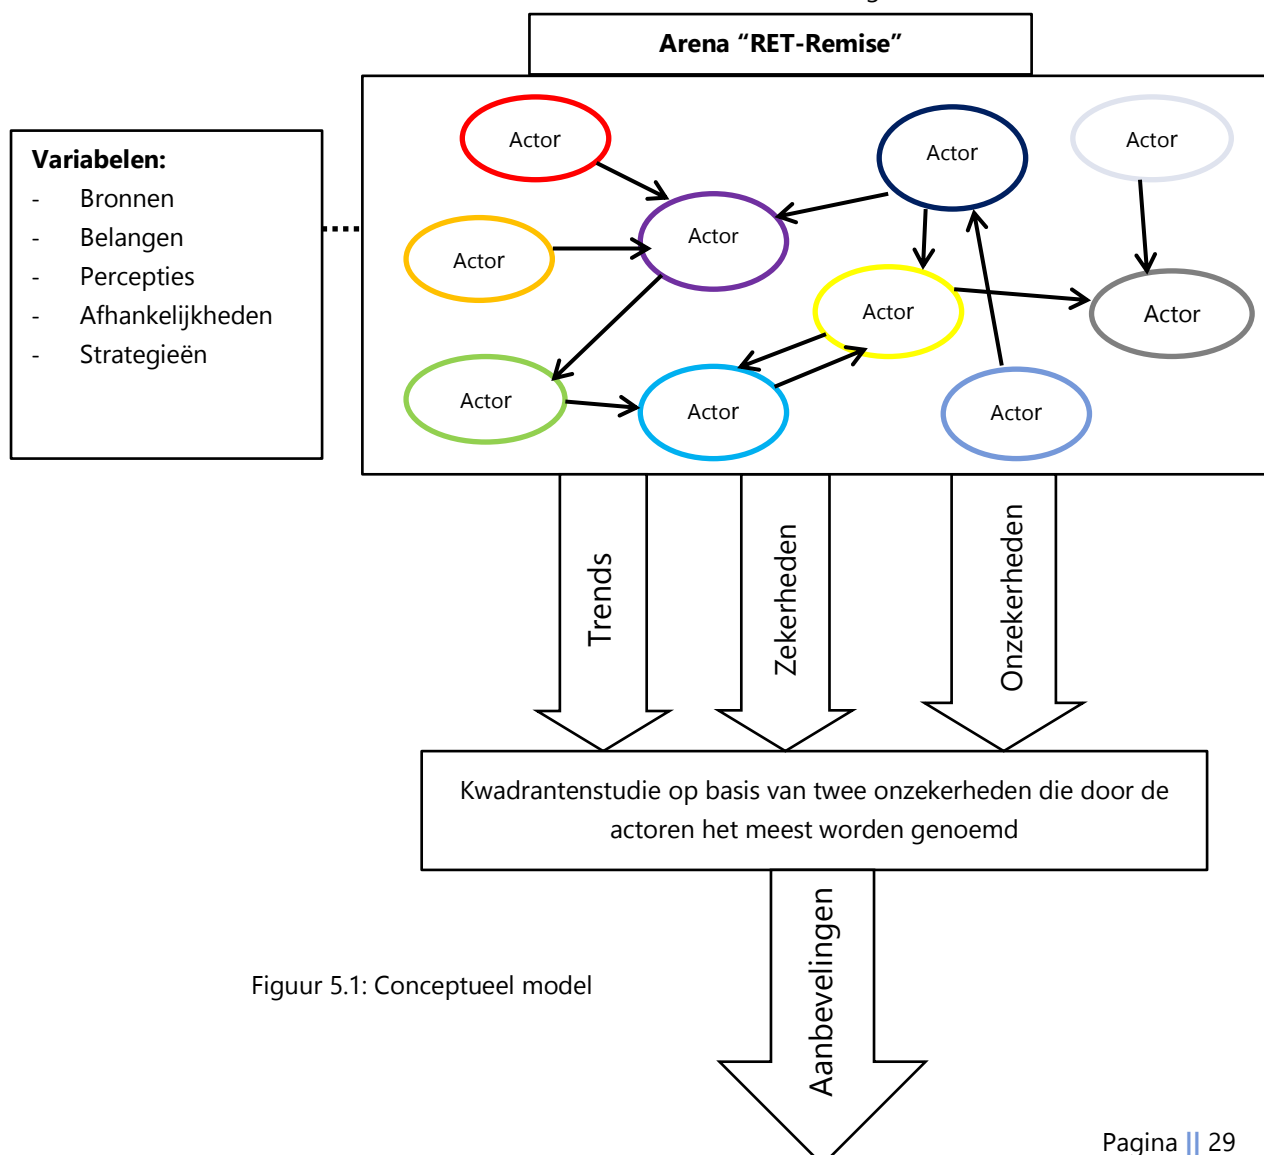 Arena “RET-Remise”
Variabelen:
- Bronnen
- Belangen
- Percepties
- Afhankelijkheden
- Strategieën
Actor
Actor
Actor
Actor
Actor
Actor
Actor
Actor
Actor
Actor
Trends
Zekerheden
Onzekerheden
Kwadrantenstudie op basis van twee onzekerheden die door de
actoren het meest worden genoemd
Aanbevelingen
Figuur 5.1: Conceptueel model
Pagina || 29